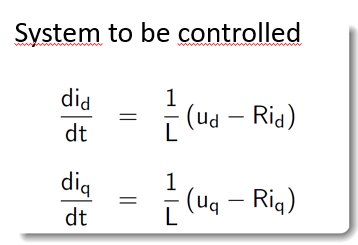 System to be controlled
di_d/dt = 1/L (u_d – Ri_d)
di_q/dt = 1/L (u_q – Ri_q)